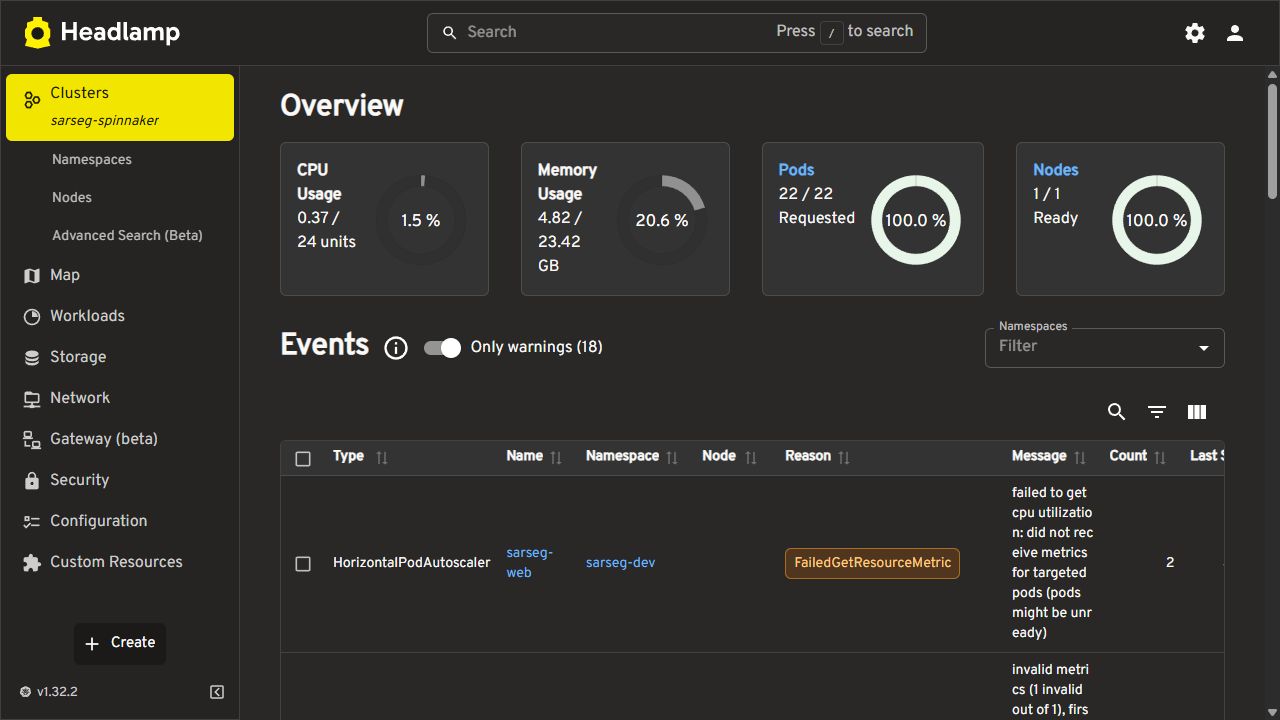 Headlamp
Search
Press / to search
Clusters
sarseg-spinnaker
Namespaces
Nodes
Advanced Search (Beta)
Map
Workloads
Storage
Network
Gateway (beta)
Security
Configuration
Custom Resources
Create
v1.32.2
Overview
CPU
Usage
0.37 /
24 units
1.5 %
Memory
Usage
4.82 /
23.42
GB
20.6 %
Pods
22 / 22
Requested
100.0 %
Nodes
1 / 1
Ready
100.0 %
Events
Only warnings (18)
Namespaces
Filter
Type Name Namespace Node Reason Message Count Last
HorizontalPodAutoscaler
sarseg-
web
sarseg-dev
FailedGetResourceMetric
failed to get
cpu utilizatio
n: did not rec
eive metrics
for targeted
pods (pods
might be unr
eady)
2
invalid metri
cs (1 invalid
out of 1), firs